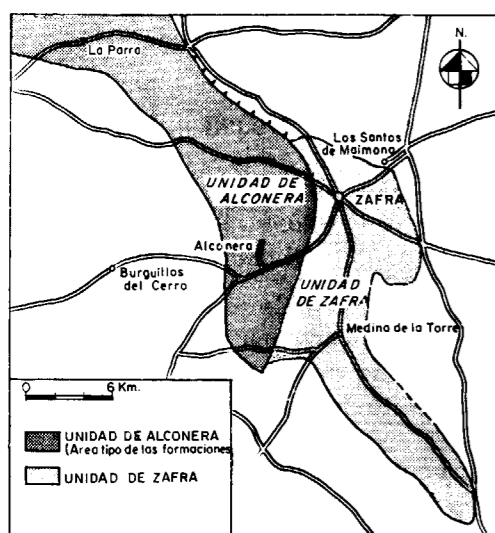 N.
La Parra
Los Santos
de Maimona
UNIDAD DE
ALCONERA
ZAFRA
Alconera
Burguillos
del Cerro
UNIDAD
DE ZAFRA
Medina de la Torre
0 6 Km.
UNIDAD DE ALCONERA
(Area tipo de las formaciones)
UNIDAD DE ZAFRA